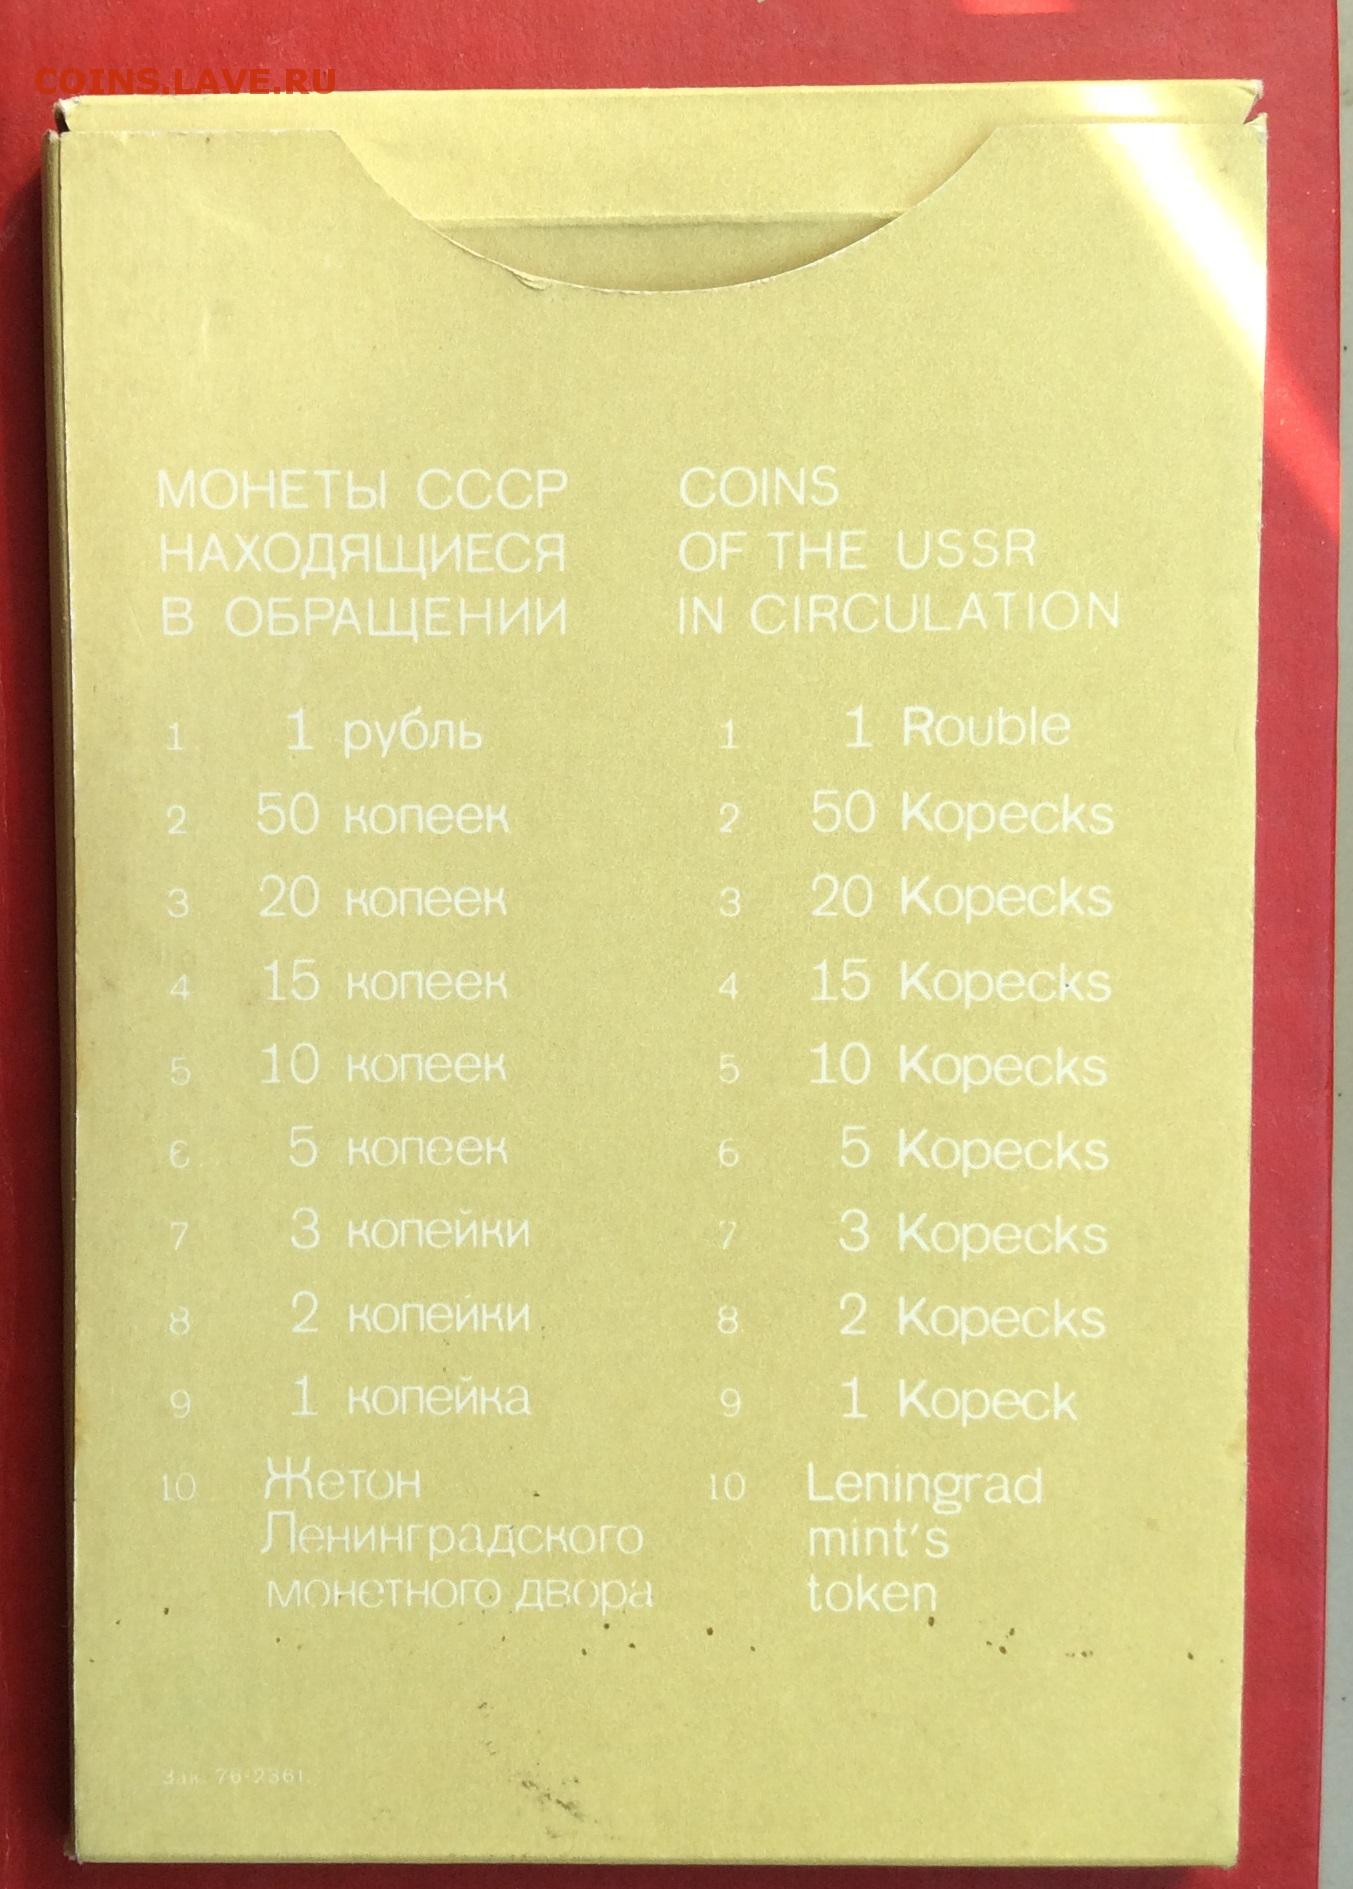 COINS.LAVE.RU
МОНЕТЫ СССР
НАХОДЯЩИЕСЯ
В ОБРАЩЕНИИ
1 1 рубль
2 50 копеек
3 20 копеек
4 15 копеек
5 10 копеек
6 5 копеек
7 3 копейки
8 2 копейки
9 1 копейка
10 Жетон
Ленинградского
монетного двора
COINS
OF THE USSR
IN CIRCULATION
1 1 Rouble
2 50 Kopecks
3 20 Kopecks
4 15 Kopecks
5 10 Kopecks
6 5 Kopecks
7 3 Kopecks
8 2 Kopecks
9 1 Kopeck
10 Leningrad
mint's
token
Зак. 76-2361.